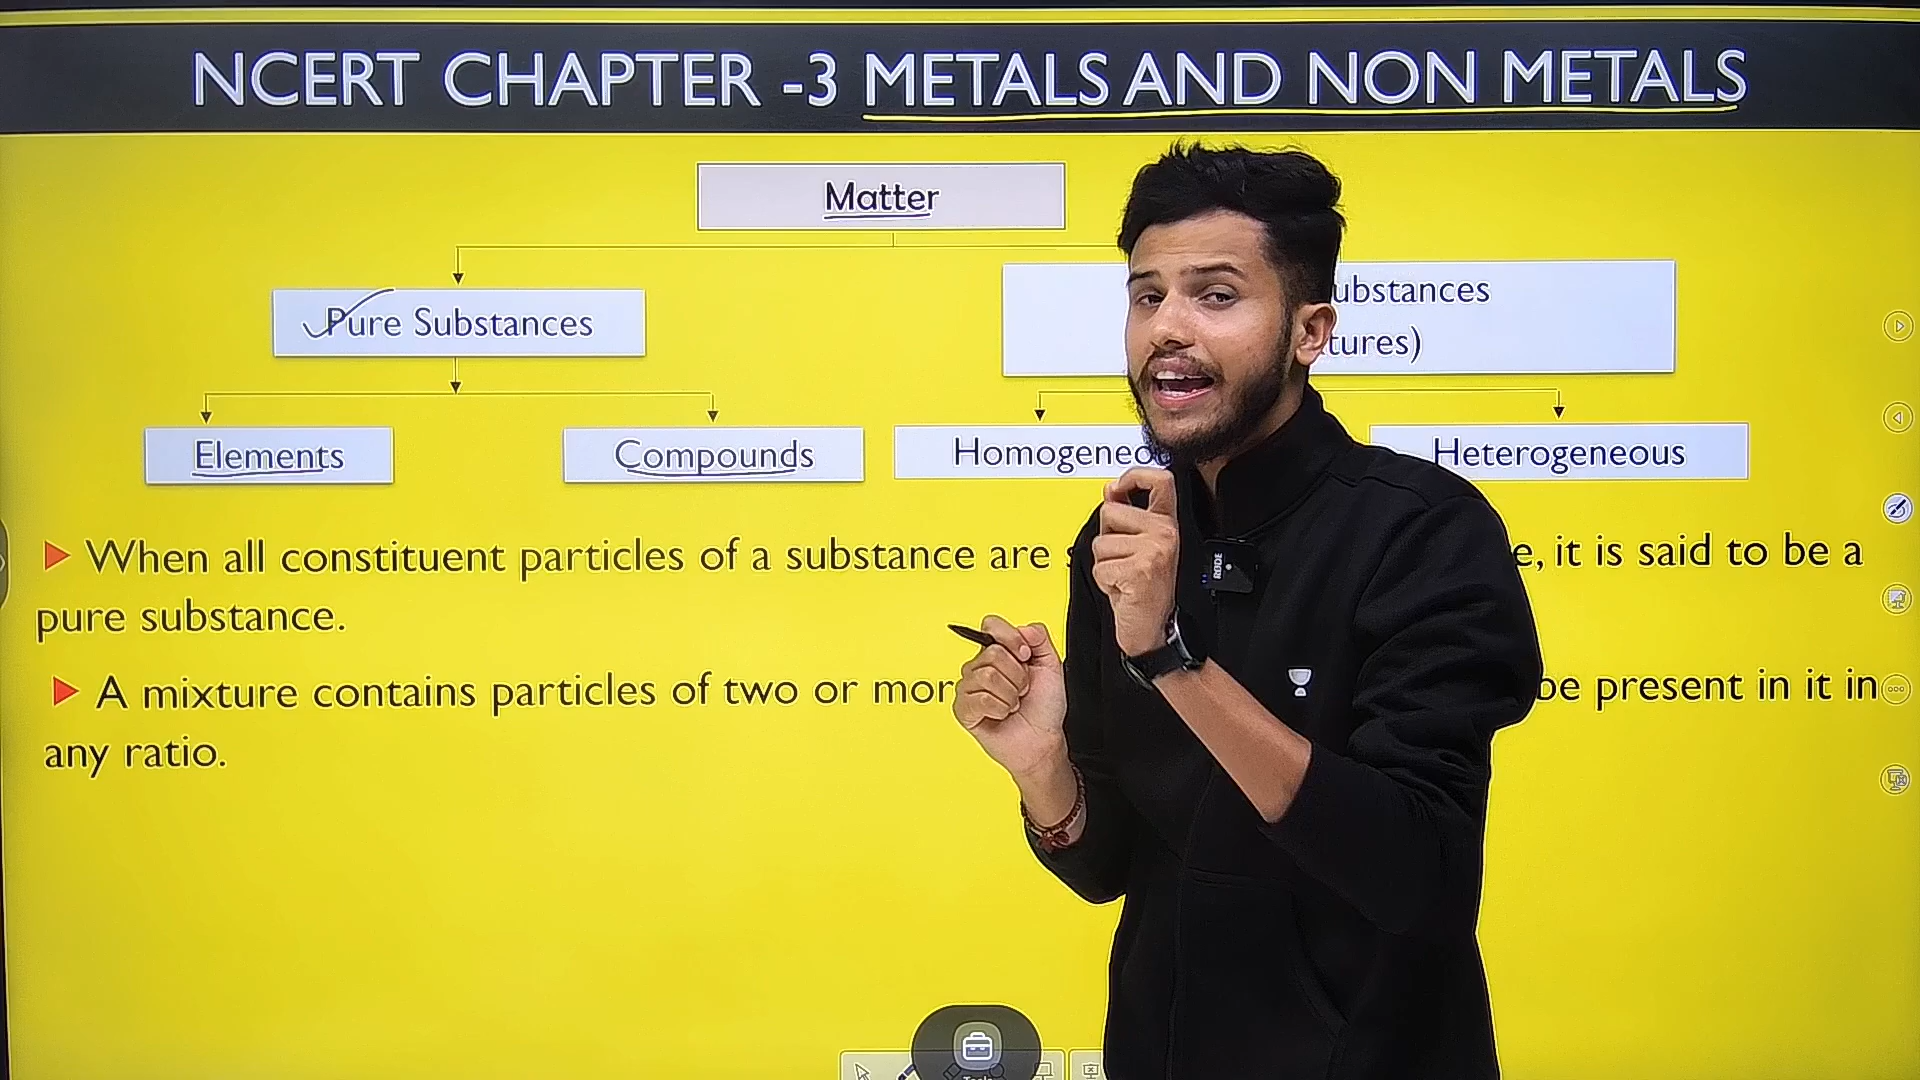 NCERT CHAPTER -3 METALS AND NON METALS
Matter
Pure Substances
ubstances
tures)
Elements
Compounds
Homogeneo
Heterogeneous
When all constituent particles of a substance are s e, it is said to be a
pure substance.
A mixture contains particles of two or mor be present in it in
any ratio.
RØDE